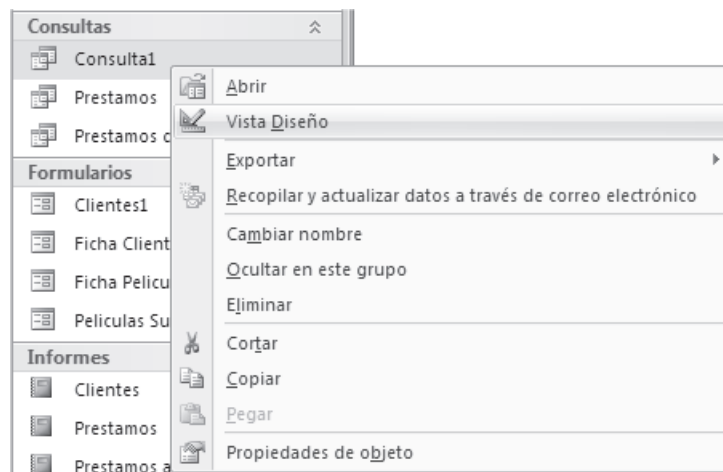 Consultas
Consulta1
Prestamos
Prestamos c
Formularios
Clientes1
Ficha Client
Ficha Pelicu
Peliculas Su
Informes
Clientes
Prestamos
Prestamos a
Abrir
Vista Diseño
Exportar
Recopilar y actualizar datos a través de correo electrónico
Cambiar nombre
Ocultar en este grupo
Eliminar
Cortar
Copiar
Pegar
Propiedades de objeto